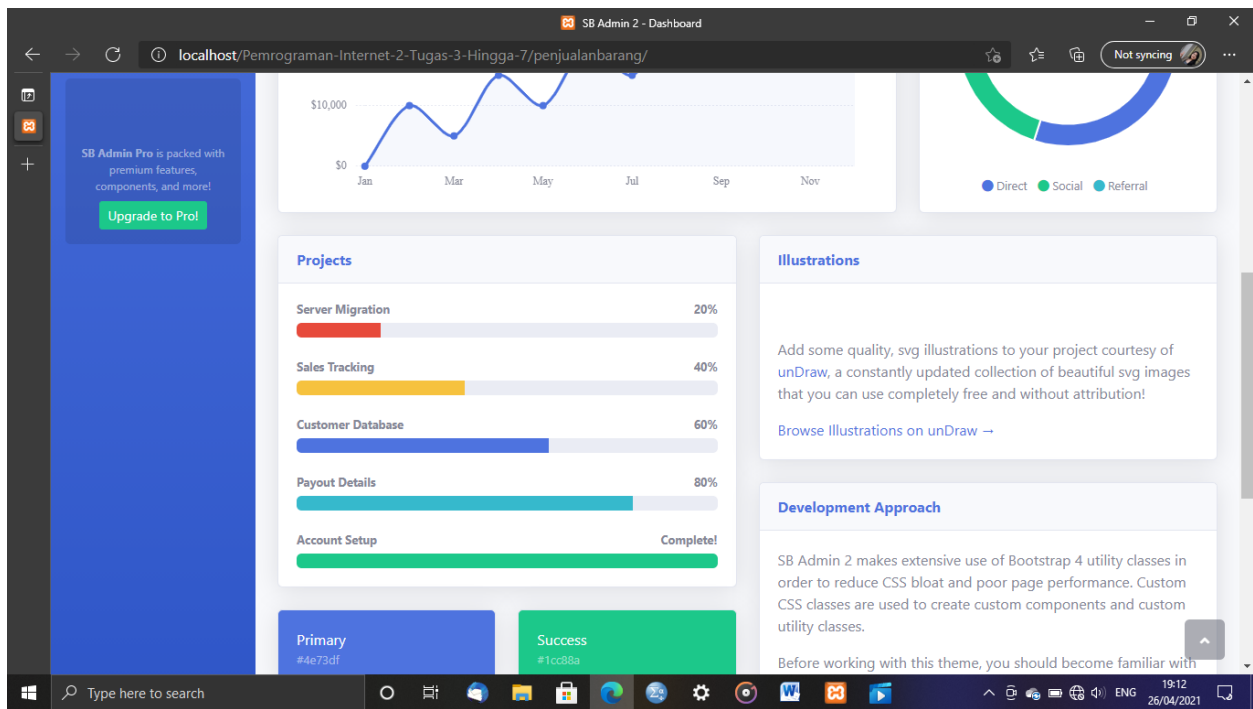 SB Admin 2 - Dashboard
localhost/Pemrograman-Internet-2-Tugas-3-Hingga-7/penjualanbarang/
Not syncing
SB Admin Pro is packed with
premium features,
components, and more!
Upgrade to Pro!
$10,000
$0
Jan Mar May Jul Sep Nov
Direct Social Referral
Projects
Server Migration 20%
Sales Tracking 40%
Customer Database 60%
Payout Details 80%
Account Setup Complete!
Illustrations
Add some quality, svg illustrations to your project courtesy of
unDraw, a constantly updated collection of beautiful svg images
that you can use completely free and without attribution!
Browse Illustrations on unDraw →
Development Approach
SB Admin 2 makes extensive use of Bootstrap 4 utility classes in
order to reduce CSS bloat and poor page performance. Custom
CSS classes are used to create custom components and custom
utility classes.
Before working with this theme, you should become familiar with
Primary
#4e73df
Success
#1cc88a
Type here to search
ENG
19:12
26/04/2021